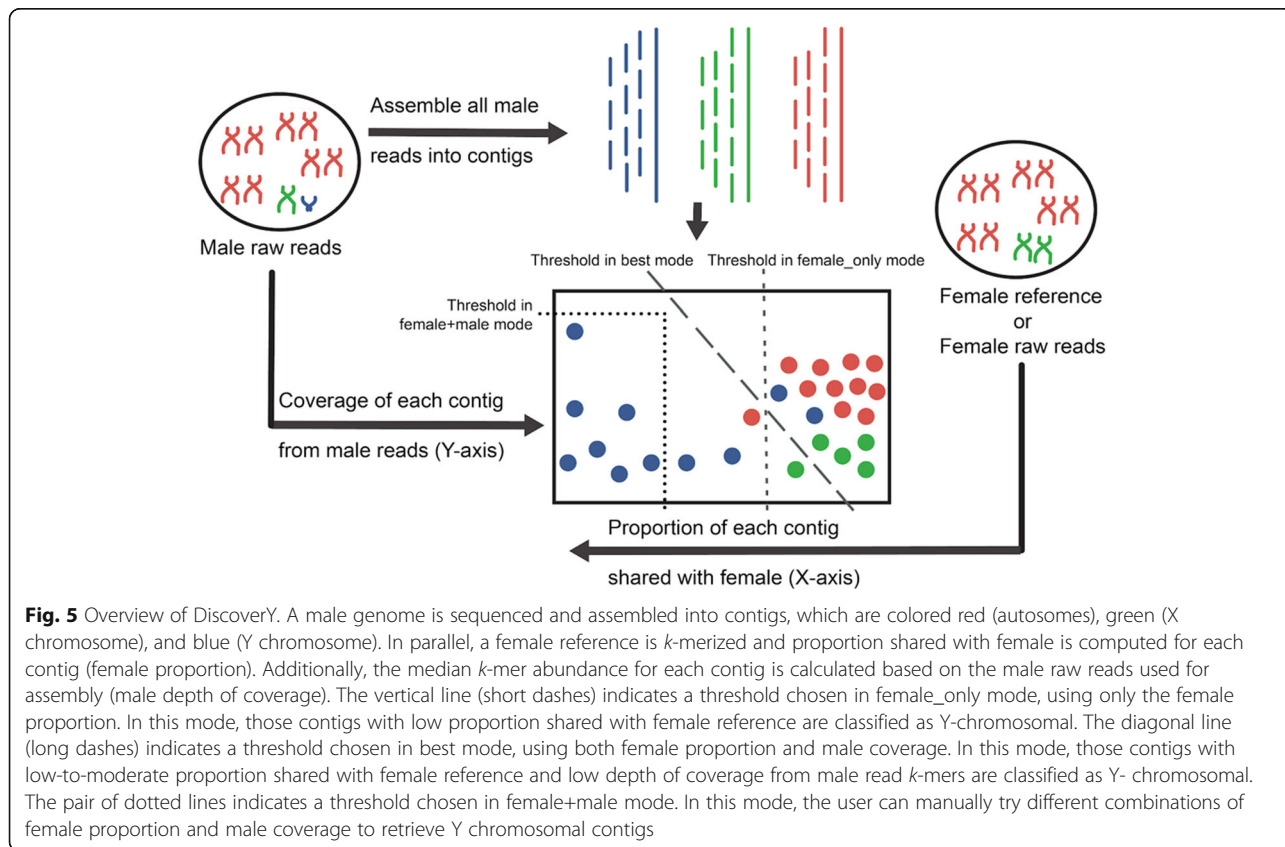 Assemble all male
reads into contigs
Male raw reads
Threshold in best mode
Threshold in female_only mode
Threshold in
female+male mode
Female reference
or
Female raw reads
Coverage of each contig
from male reads (Y-axis)
Proportion of each contig
shared with female (X-axis)
Fig. 5 Overview of DiscoverY. A male genome is sequenced and assembled into contigs, which are colored red (autosomes), green (X
chromosome), and blue (Y chromosome). In parallel, a female reference is k-merized and proportion shared with female is computed for each
contig (female proportion). Additionally, the median k-mer abundance for each contig is calculated based on the male raw reads used for
assembly (male depth of coverage). The vertical line (short dashes) indicates a threshold chosen in female_only mode, using only the female
proportion. In this mode, those contigs with low proportion shared with female reference are classified as Y-chromosomal. The diagonal line
(long dashes) indicates a threshold chosen in best mode, using both female proportion and male coverage. In this mode, those contigs with
low-to-moderate proportion shared with female reference and low depth of coverage from male read k-mers are classified as Y- chromosomal.
The pair of dotted lines indicates a threshold chosen in female+male mode. In this mode, the user can manually try different combinations of
female proportion and male coverage to retrieve Y chromosomal contigs